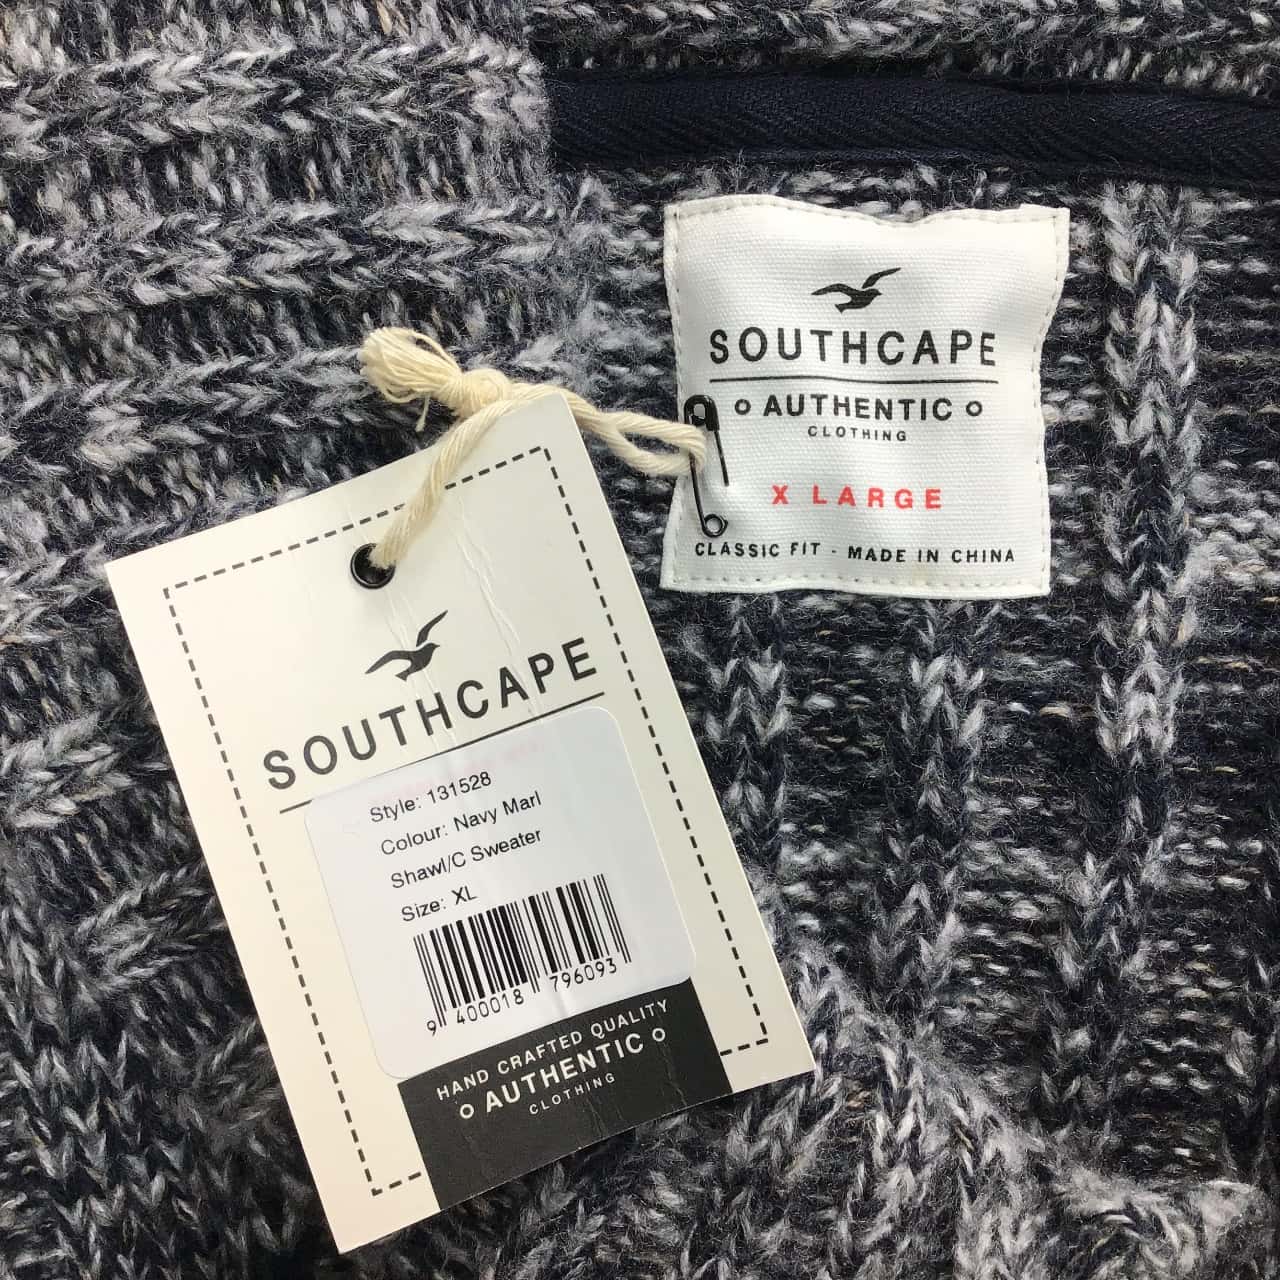 SOUTHCAPE
AUTHENTIC
CLOTHING
X LARGE
CLASSIC FIT - MADE IN CHINA
SOUTHCAPE
Style: 131528
Colour: Navy Marl
Shawl/C Sweater
Size: XL
9 400018 796093
HAND CRAFTED QUALITY
AUTHENTIC
CLOTHING